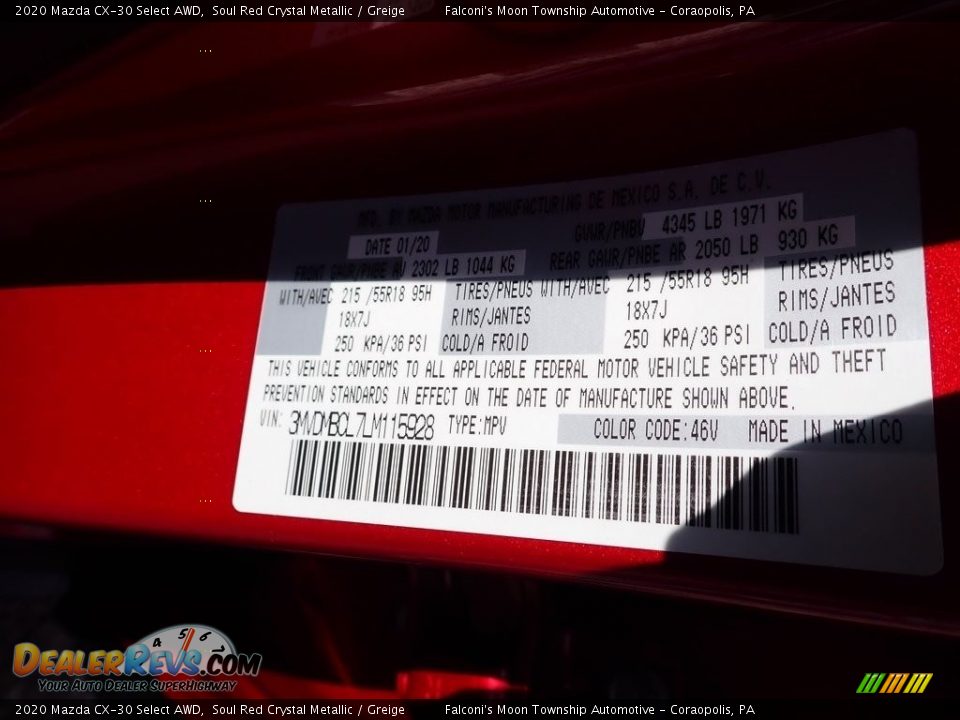 2020 Mazda CX-30 Select AWD, Soul Red Crystal Metallic / Greige Falconi's Moon Township Automotive - Coraopolis, PA
...
...
...
...
MFD. BY MAZDA MOTOR MANUFACTURING DE MEXICO S.A. DE C.V.
DATE 01/20 GVWR/PNBV 4345 LB 1971 KG
FRONT GAWR/PNBE AV 2302 LB 1044 KG REAR GAWR/PNBE AR 2050 LB 930 KG
WITH/AVEC 215 /55R18 95H TIRES/PNEUS WITH/AVEC 215 /55R18 95H TIRES/PNEUS
18X7J RIMS/JANTES 18X7J RIMS/JANTES
250 KPA/36 PSI COLD/A FROID 250 KPA/36 PSI COLD/A FROID
THIS VEHICLE CONFORMS TO ALL APPLICABLE FEDERAL MOTOR VEHICLE SAFETY AND THEFT
PREVENTION STANDARDS IN EFFECT ON THE DATE OF MANUFACTURE SHOWN ABOVE.
VIN: 3MVDMBCL7LM115928 TYPE:MPV COLOR CODE:46V MADE IN MEXICO
4 5 6 7
DEALERREVS.COM
YOUR AUTO DEALER SUPERHIGHWAY
2020 Mazda CX-30 Select AWD, Soul Red Crystal Metallic / Greige Falconi's Moon Township Automotive - Coraopolis, PA